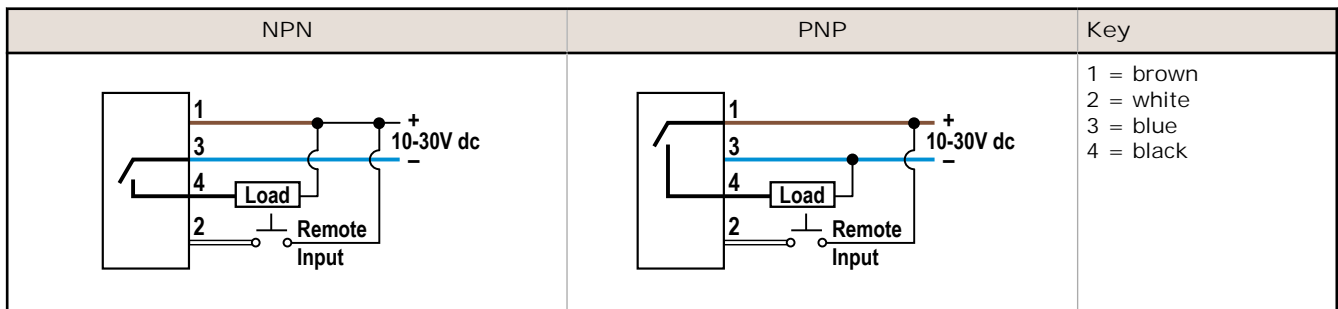 NPN
PNP
Key
1
+
10-30V dc
3
–
4
Load
2
Remote
Input
1
+
10-30V dc
3
–
4
Load
2
Remote
Input
1 = brown
2 = white
3 = blue
4 = black